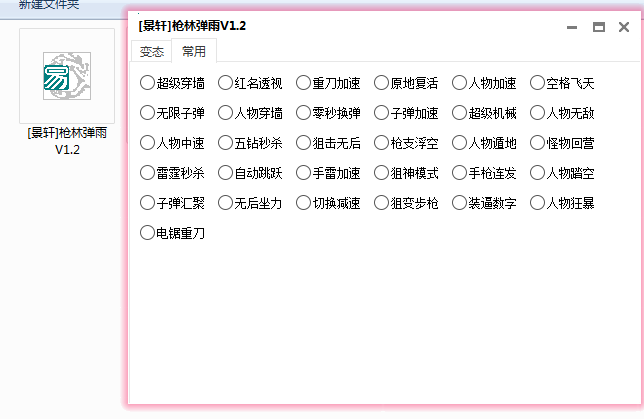 新建文件夹
[景轩]枪林弹雨V1.2
变态 常用
超级穿墙 红名透视 重刀加速 原地复活 人物加速 空格飞天
易
无限子弹 人物穿墙 零秒换弹 子弹加速 超级机械 人物无敌
[景轩]枪林弹雨
V1.2
人物中速 五钻秒杀 狙击无后 枪支浮空 人物遁地 怪物回营
雷霆秒杀 自动跳跃 手雷加速 狙神模式 手枪连发 人物踏空
子弹汇聚 无后坐力 切换减速 狙变步枪 装逼数字 人物狂暴
电锯重刀